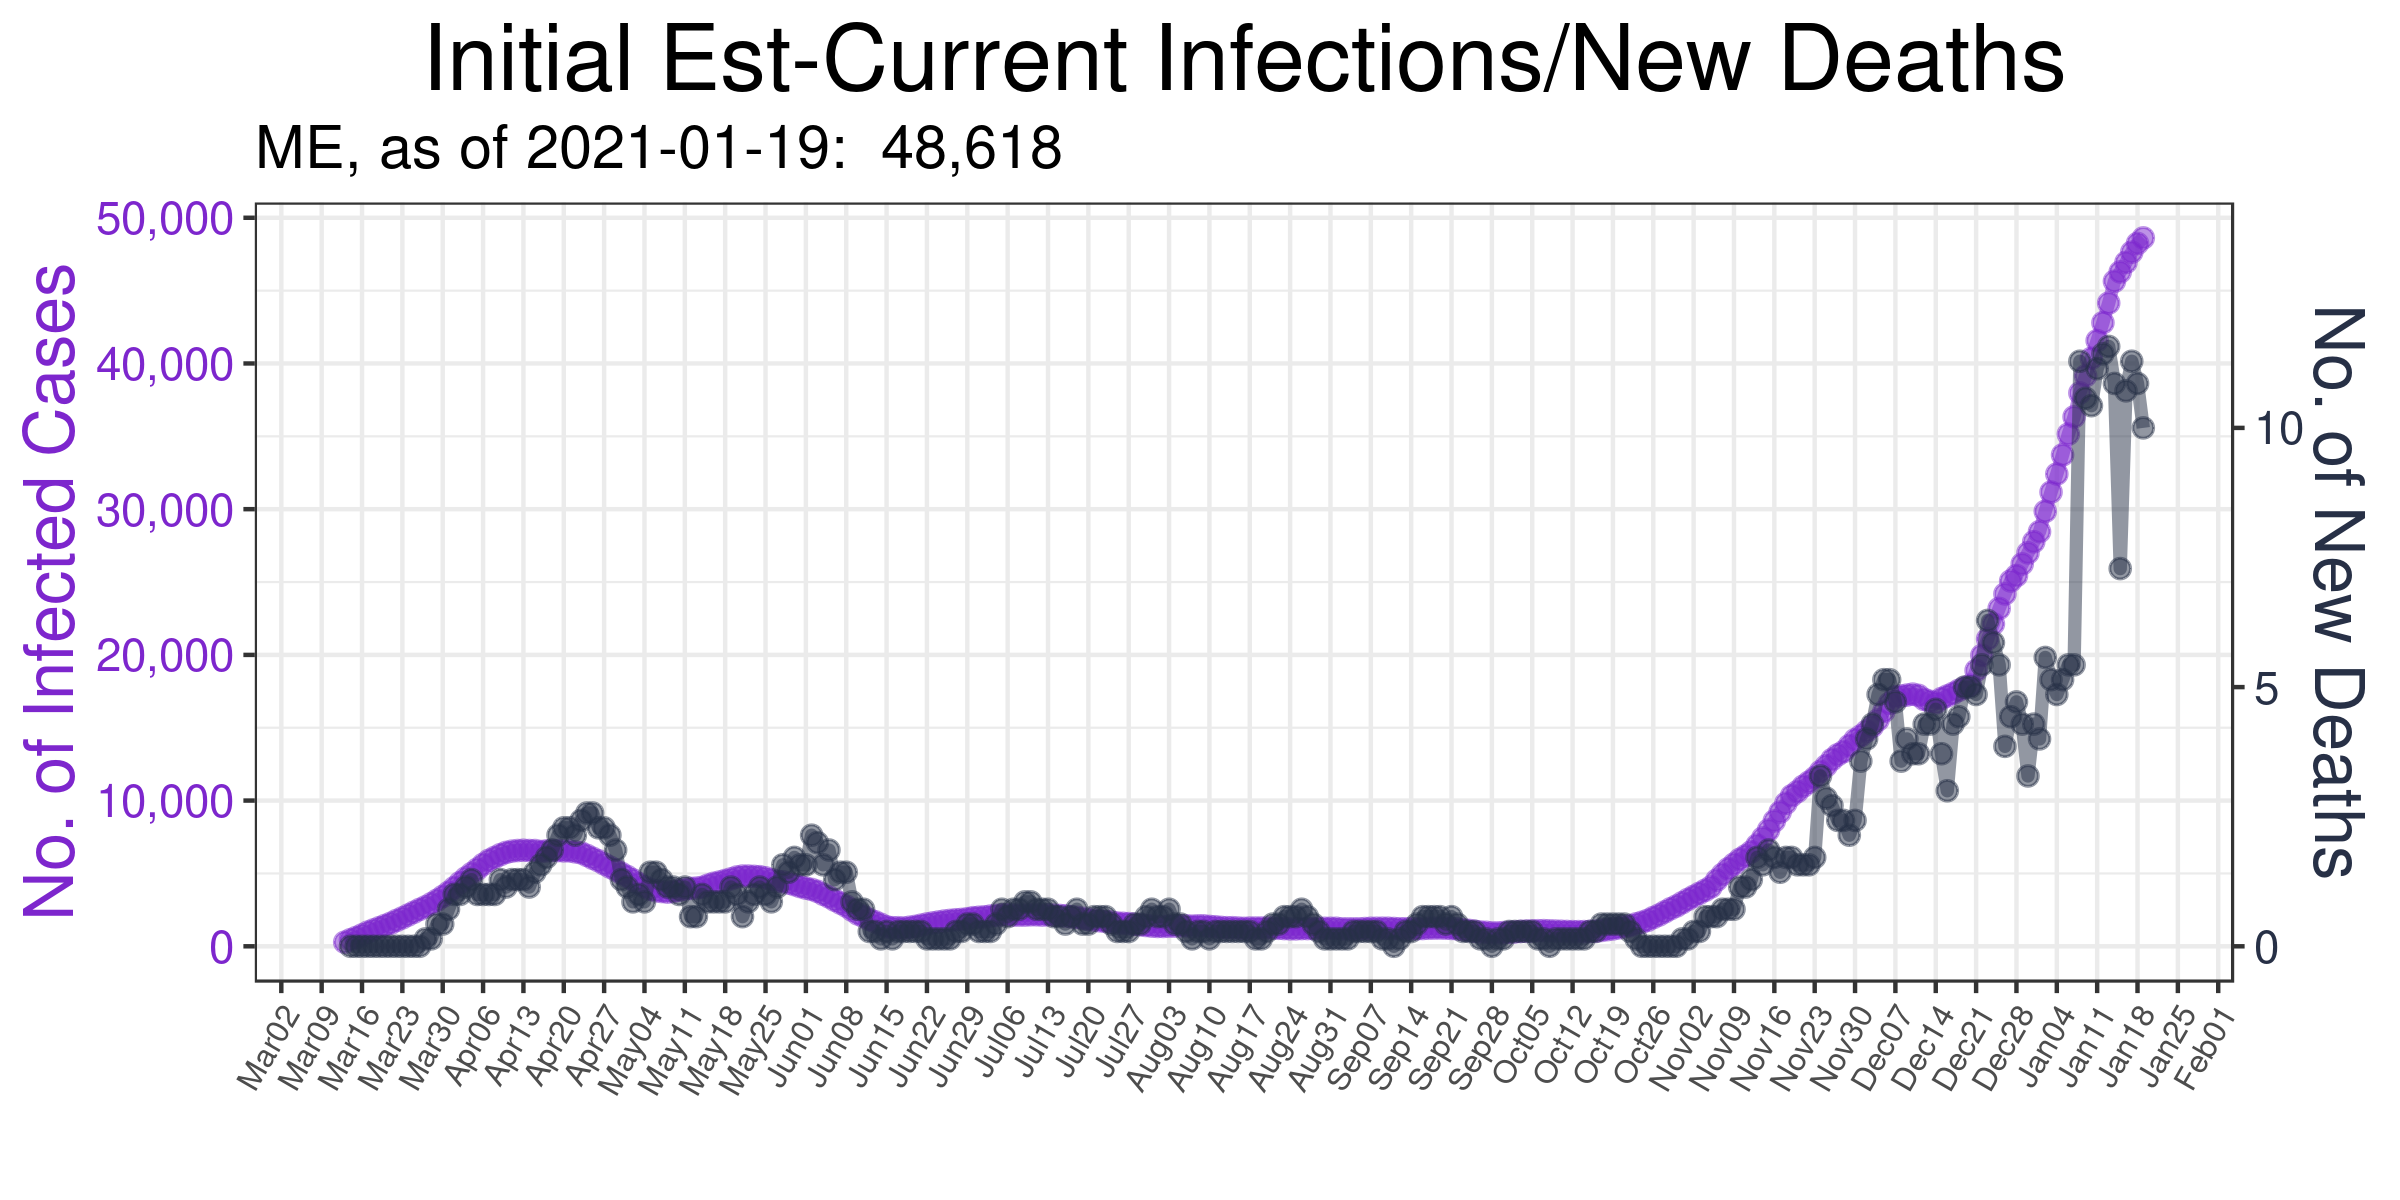 Initial Est-Current Infections/New Deaths
ME, as of 2021-01-19:  48,618
No. of Infected Cases
50,000
40,000
30,000
20,000
10,000
0
No. of New Deaths
10
5
0
Mar02
Mar09
Mar16
Mar23
Mar30
Apr06
Apr13
Apr20
Apr27
May04
May11
May18
May25
Jun01
Jun08
Jun15
Jun22
Jun29
Jul06
Jul13
Jul20
Jul27
Aug03
Aug10
Aug17
Aug24
Aug31
Sep07
Sep14
Sep21
Sep28
Oct05
Oct12
Oct19
Oct26
Nov02
Nov09
Nov16
Nov23
Nov30
Dec07
Dec14
Dec21
Dec28
Jan04
Jan11
Jan18
Jan25
Feb01